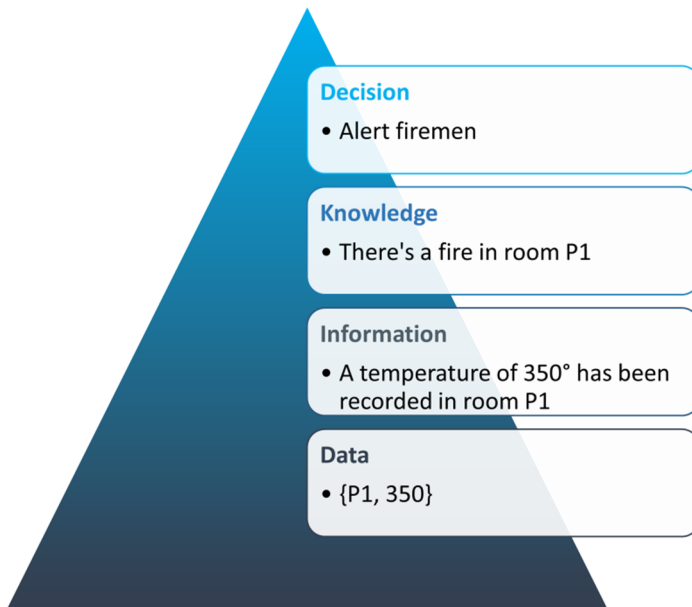 Decision
• Alert firemen
Knowledge
• There's a fire in room P1
Information
• A temperature of 350° has been
recorded in room P1
Data
• {P1, 350}